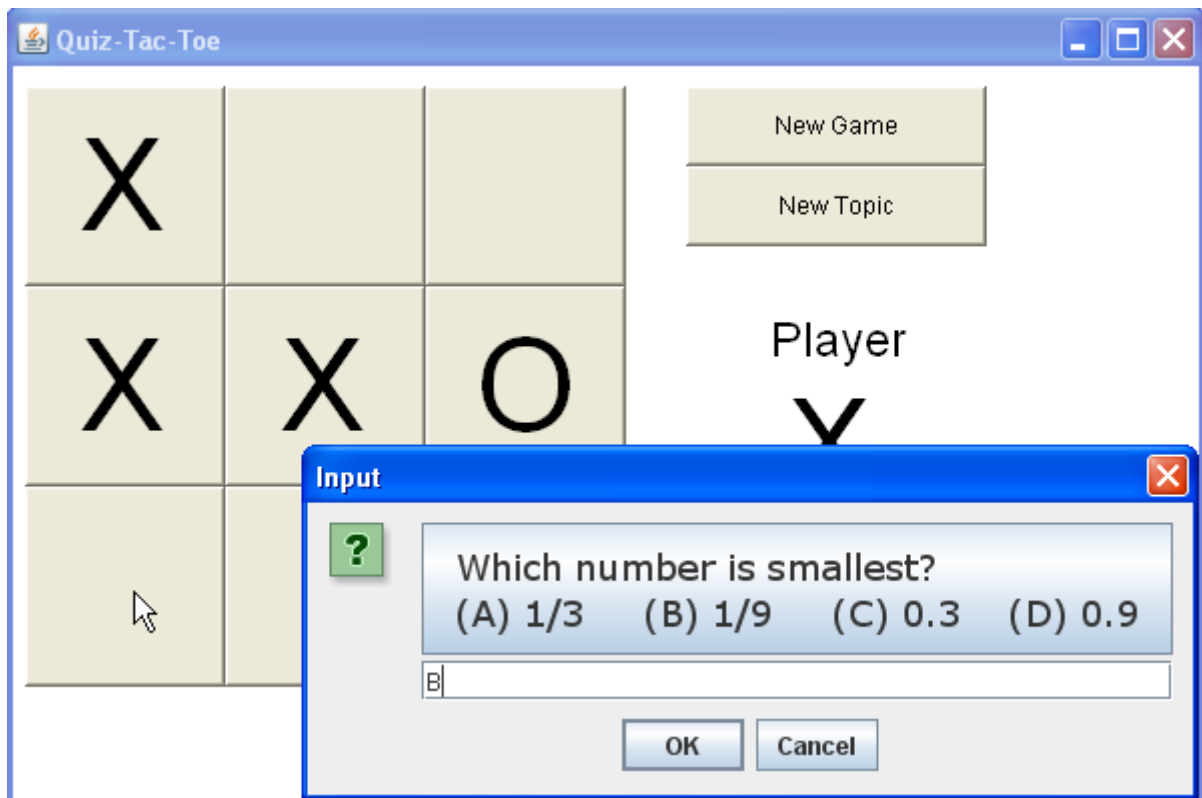 Quiz-Tac-Toe
X
New Game
New Topic
X X O
Player
X
Input
?
Which number is smallest?
(A) 1/3 (B) 1/9 (C) 0.3 (D) 0.9
B
OK Cancel